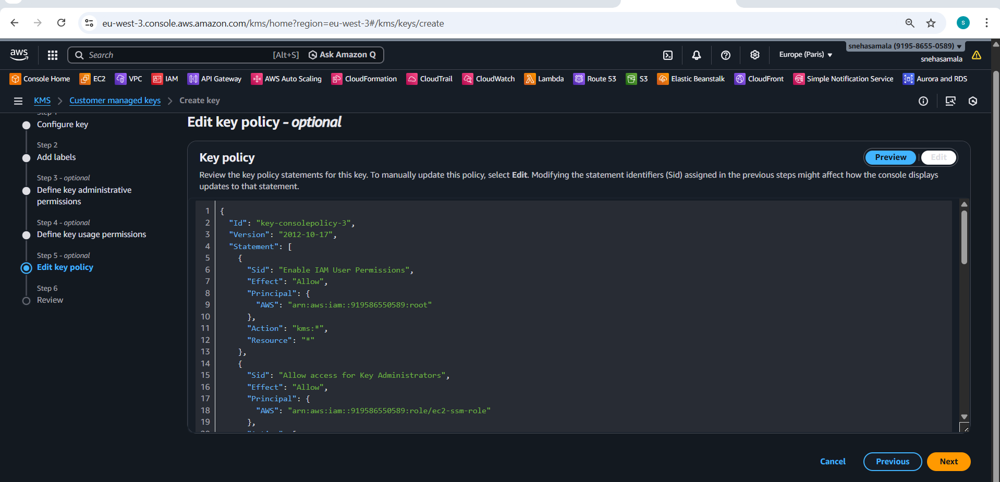 eu-west-3.console.aws.amazon.com/kms/home?region=eu-west-3#/kms/keys/create
S
aws
Search
[Alt+S]
Ask Amazon Q
Europe (Paris)
snehasamala (9195-8655-0589)
snehasamala
Console Home
EC2
VPC
IAM
API Gateway
AWS Auto Scaling
CloudFormation
CloudTrail
CloudWatch
Lambda
Route 53
S3
Elastic Beanstalk
CloudFront
Simple Notification Service
Aurora and RDS
KMS
Customer managed keys
Create key
Step 1
Configure key
Step 2
Add labels
Step 3 - optional
Define key administrative
permissions
Step 4 - optional
Define key usage permissions
Step 5 - optional
Edit key policy
Step 6
Review
Edit key policy - optional
Key policy
Preview
Edit
Review the key policy statements for this key. To manually update this policy, select Edit. Modifying the statement identifiers (Sid) assigned in the previous steps might affect how the console displays
updates to that statement.
1 {
2 "Id": "key-consolepolicy-3",
3 "Version": "2012-10-17",
4 "Statement": [
5 {
6 "Sid": "Enable IAM User Permissions",
7 "Effect": "Allow",
8 "Principal": {
9 "AWS": "arn:aws:iam::919586550589:root"
10 },
11 "Action": "kms:*",
12 "Resource": "*"
13 },
14 {
15 "Sid": "Allow access for Key Administrators",
16 "Effect": "Allow",
17 "Principal": {
18 "AWS": "arn:aws:iam::919586550589:role/ec2-ssm-role"
19 },
Cancel
Previous
Next